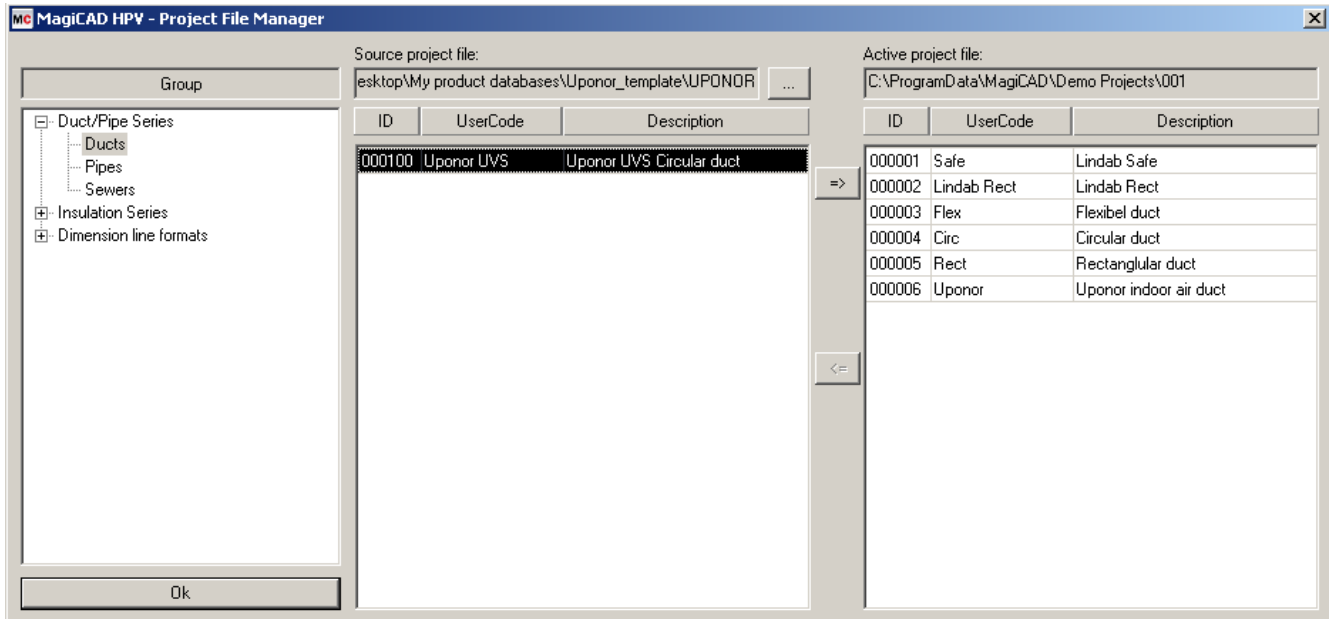 MC MagiCAD HPV - Project File Manager
Source project file:
Active project file:
Group
esktop\My product databases\Uponor_template\UPONOR
...
C:\ProgramData\MagiCAD\Demo Projects\001
Duct/Pipe Series
Ducts
Pipes
Sewers
Insulation Series
Dimension line formats
ID UserCode Description
000100 Uponor UVS Uponor UVS Circular duct
=>
<=
ID UserCode Description
000001 Safe Lindab Safe
000002 Lindab Rect Lindab Rect
000003 Flex Flexibel duct
000004 Circ Circular duct
000005 Rect Rectanglular duct
000006 Uponor Uponor indoor air duct
Ok